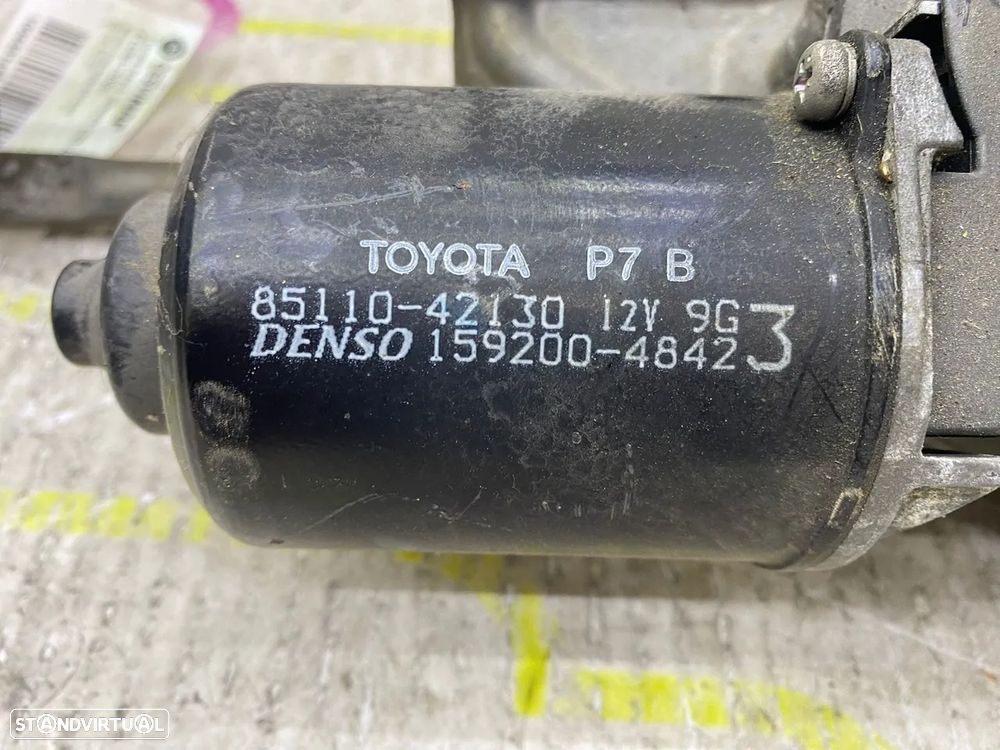 TOYOTA P7 B
85110-42130 12V 9G 3
DENSO 159200-4842
STANDVIRTUAL